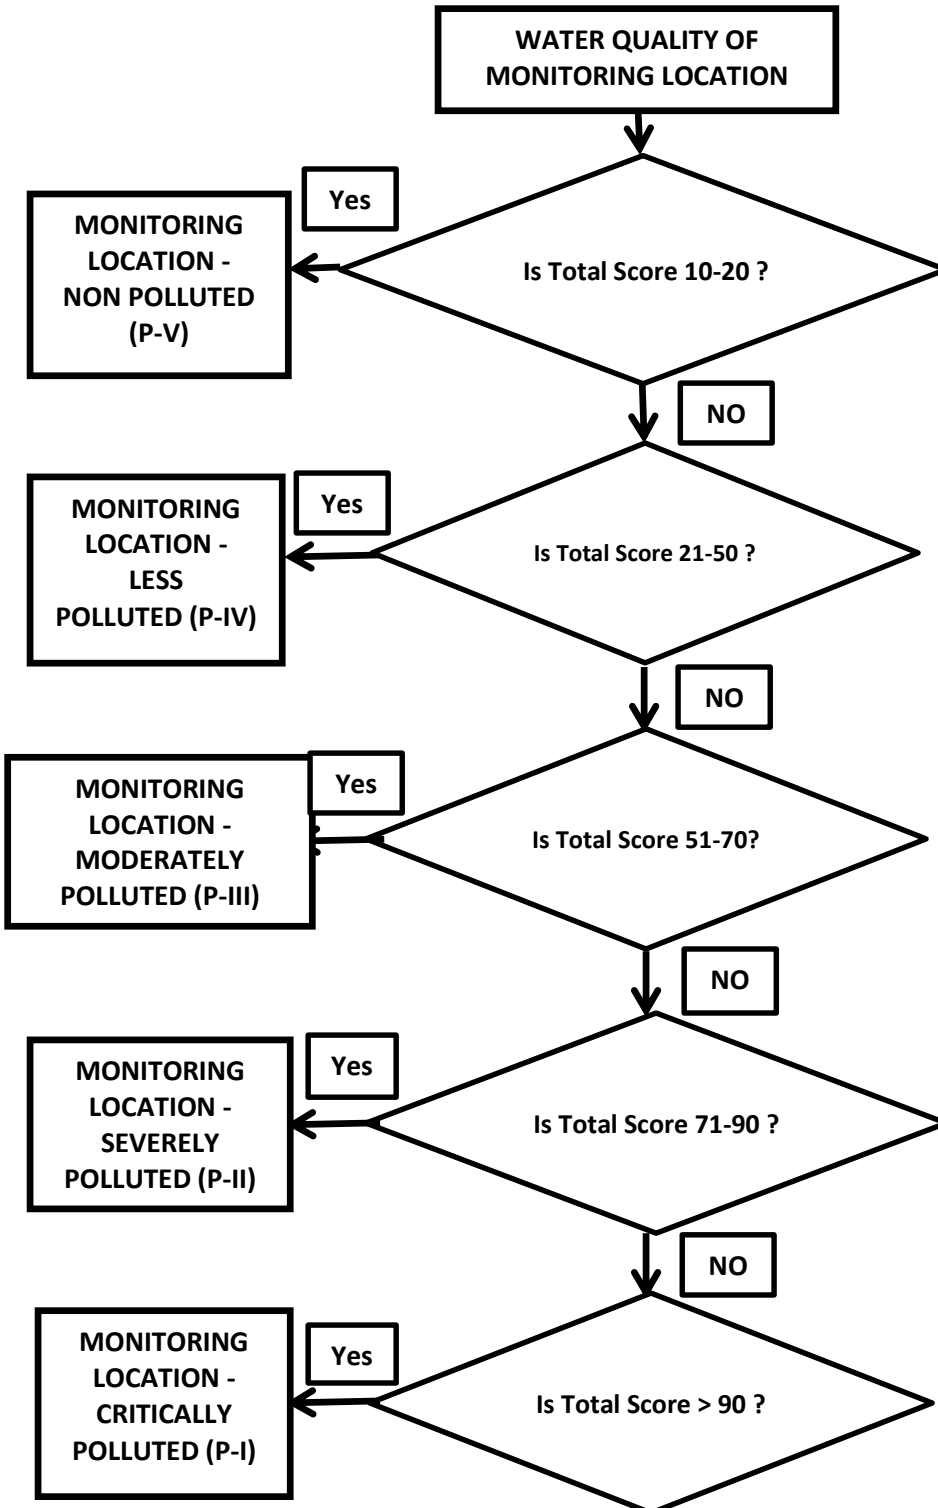 WATER QUALITY OF
MONITORING LOCATION
Yes
MONITORING
LOCATION -
NON POLLUTED
(P-V)
Is Total Score 10-20 ?
NO
MONITORING
LOCATION -
LESS
POLLUTED (P-IV)
Yes
Is Total Score 21-50 ?
NO
MONITORING
LOCATION -
MODERATELY
POLLUTED (P-III)
Yes
Is Total Score 51-70?
NO
MONITORING
LOCATION -
SEVERELY
POLLUTED (P-II)
Yes
Is Total Score 71-90 ?
NO
MONITORING
LOCATION -
CRITICALLY
POLLUTED (P-I)
Yes
Is Total Score > 90 ?